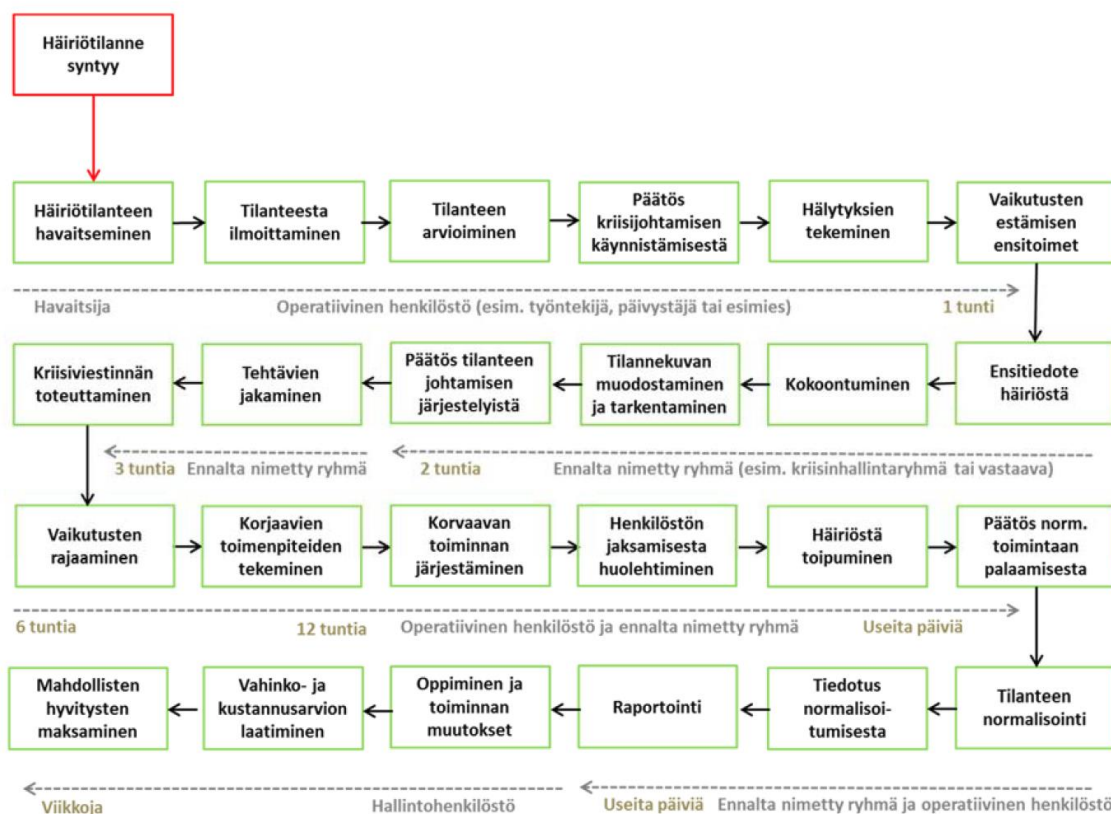 Häiriötilanne
syntyy
Häiriötilanteen
havaitseminen
Tilanteesta
ilmoittaminen
Tilanteen
arvioiminen
Päätös
kriisijohtamisen
käynnistämisestä
Hälytyksien
tekeminen
Vaikutusten
estämisen
ensitoimet
Havaitsija
Operatiivinen henkilöstö (esim. työntekijä, päivystäjä tai esimies)
1 tunti
Kriisiviestinnän
toteuttaminen
Tehtävien
jakaminen
Päätös tilanteen
johtamisen
järjestelyistä
Tilannekuvan
muodostaminen
ja tarkentaminen
Kokoontuminen
Ensitiedote
häiriöstä
3 tuntia
Ennalta nimetty ryhmä
2 tuntia
Ennalta nimetty ryhmä (esim. kriisinhallintaryhmä tai vastaava)
Vaikutusten
rajaaminen
Korjaavien
toimenpiteiden
tekeminen
Korvaavan
toiminnan
järjestäminen
Henkilöstön
jaksamisesta
huolehtiminen
Häiriöstä
toipuminen
Päätös norm.
toimintaan
palaamisesta
6 tuntia
12 tuntia
Operatiivinen henkilöstö ja ennalta nimetty ryhmä
Useita päiviä
Mahdollisten
hyvitysten
maksaminen
Vahinko- ja
kustannusarvion
laatiminen
Oppiminen ja
toiminnan
muutokset
Raportointi
Tiedotus
normalisoi-
tumisesta
Tilanteen
normalisointi
Viikkoja
Hallintohenkilöstö
Useita päiviä
Ennalta nimetty ryhmä ja operatiivinen henkilöstö